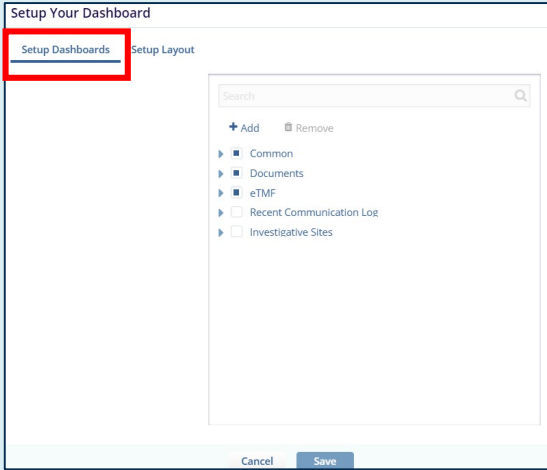 Setup Your Dashboard
Setup Dashboards Setup Layout
Search
+ Add Remove
Common
Documents
eTMF
Recent Communication Log
Investigative Sites
Cancel Save